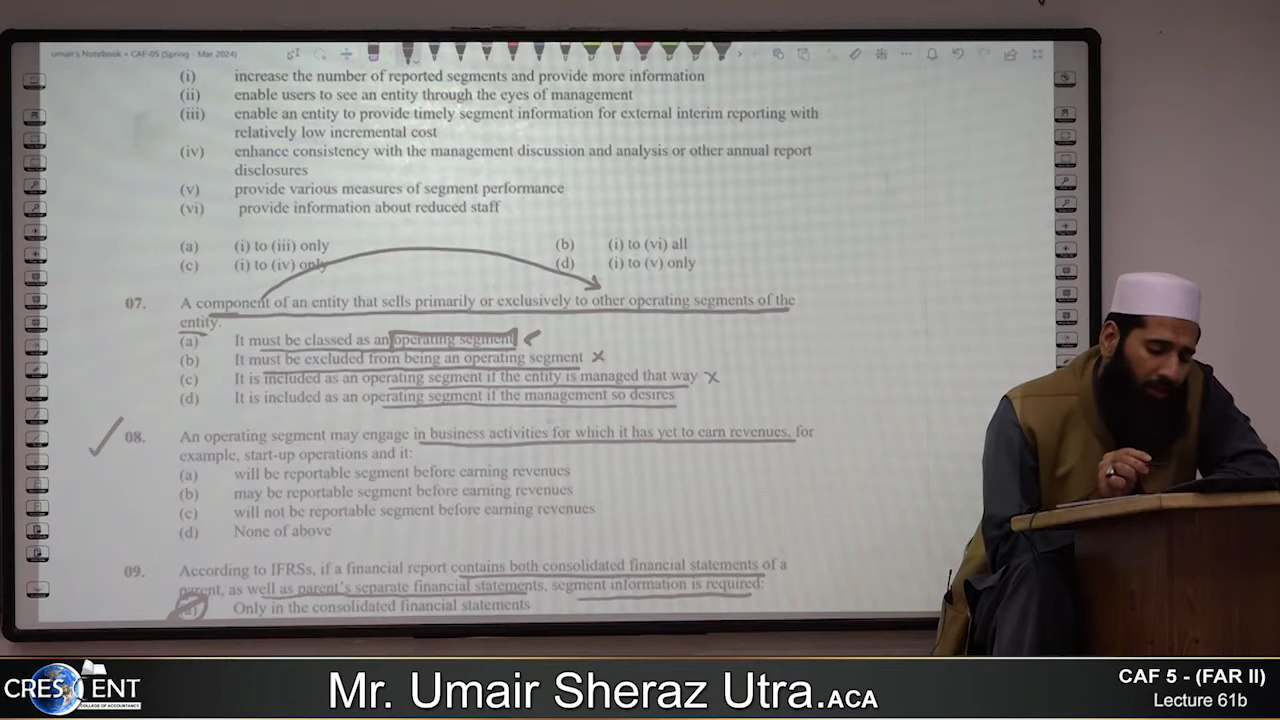 umair's Notebook » CAF-05 (Spring - Mar 2024)
(i) increase the number of reported segments and provide more information
(ii) enable users to see an entity through the eyes of management
(iii) enable an entity to provide timely segment information for external interim reporting with
relatively low incremental cost
(iv) enhance consistency with the management discussion and analysis or other annual report
disclosures
(v) provide various measures of segment performance
(vi) provide information about reduced staff
(a) (i) to (iii) only (b) (i) to (vi) all
(c) (i) to (iv) only (d) (i) to (v) only
07. A component of an entity that sells primarily or exclusively to other operating segments of the
entity.
(a) It must be classed as an operating segment
(b) It must be excluded from being an operating segment
(c) It is included as an operating segment if the entity is managed that way
(d) It is included as an operating segment if the management so desires
08. An operating segment may engage in business activities for which it has yet to earn revenues, for
example, start-up operations and it:
(a) will be reportable segment before earning revenues
(b) may be reportable segment before earning revenues
(c) will not be reportable segment before earning revenues
(d) None of above
09. According to IFRSs, if a financial report contains both consolidated financial statements of a
parent, as well as parent's separate financial statements, segment information is required:
(a) Only in the consolidated financial statements
CRESCENT
COLLEGE OF ACCOUNTANCY
Mr. Umair Sheraz Utra.ACA
CAF 5 - (FAR II)
Lecture 61b